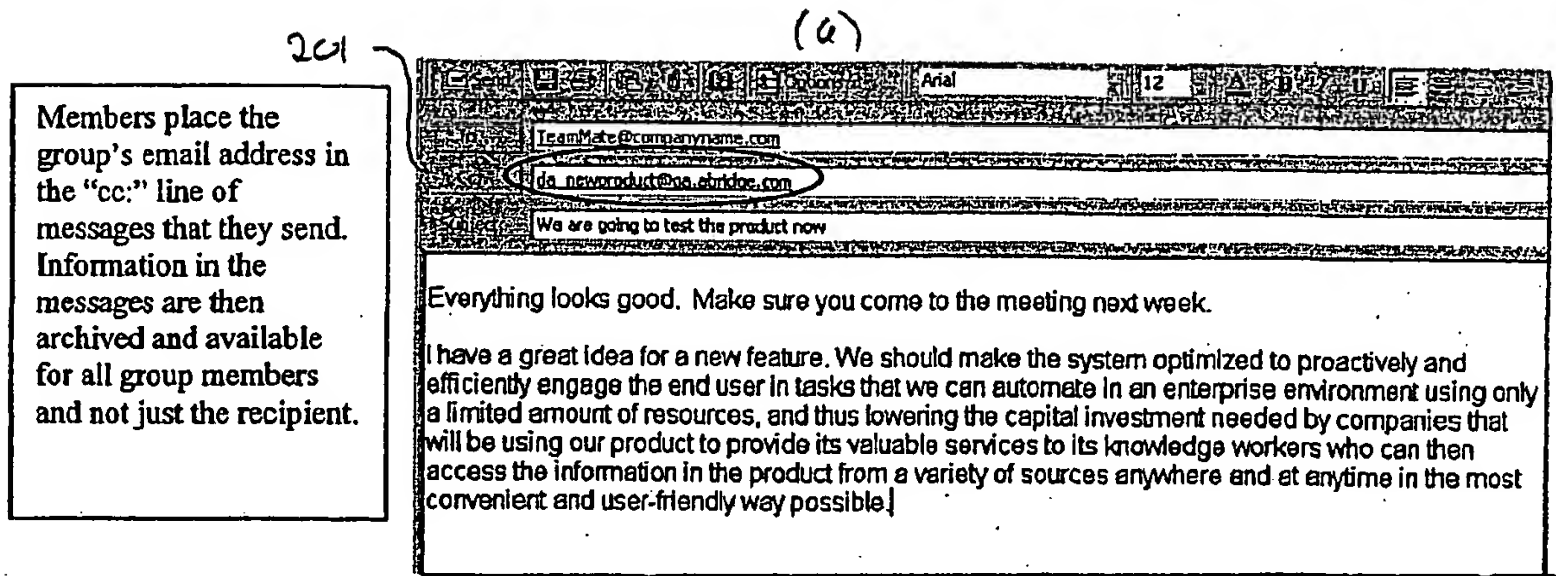 (a)
201
Members place the
group's email address in
the "cc:" line of
messages that they send.
Information in the
messages are then
archived and available
for all group members
and not just the recipient.
Send Options Arial 12 A B I U
To: TeamMate@companyname.com
da_newproduct@oa.abridge.com
Subject: We are going to test the product now
Everything looks good. Make sure you come to the meeting next week.
I have a great idea for a new feature. We should make the system optimized to proactively and
efficiently engage the end user in tasks that we can automate in an enterprise environment using only
a limited amount of resources, and thus lowering the capital investment needed by companies that
will be using our product to provide its valuable services to its knowledge workers who can then
access the information in the product from a variety of sources anywhere and at anytime in the most
convenient and user-friendly way possible.